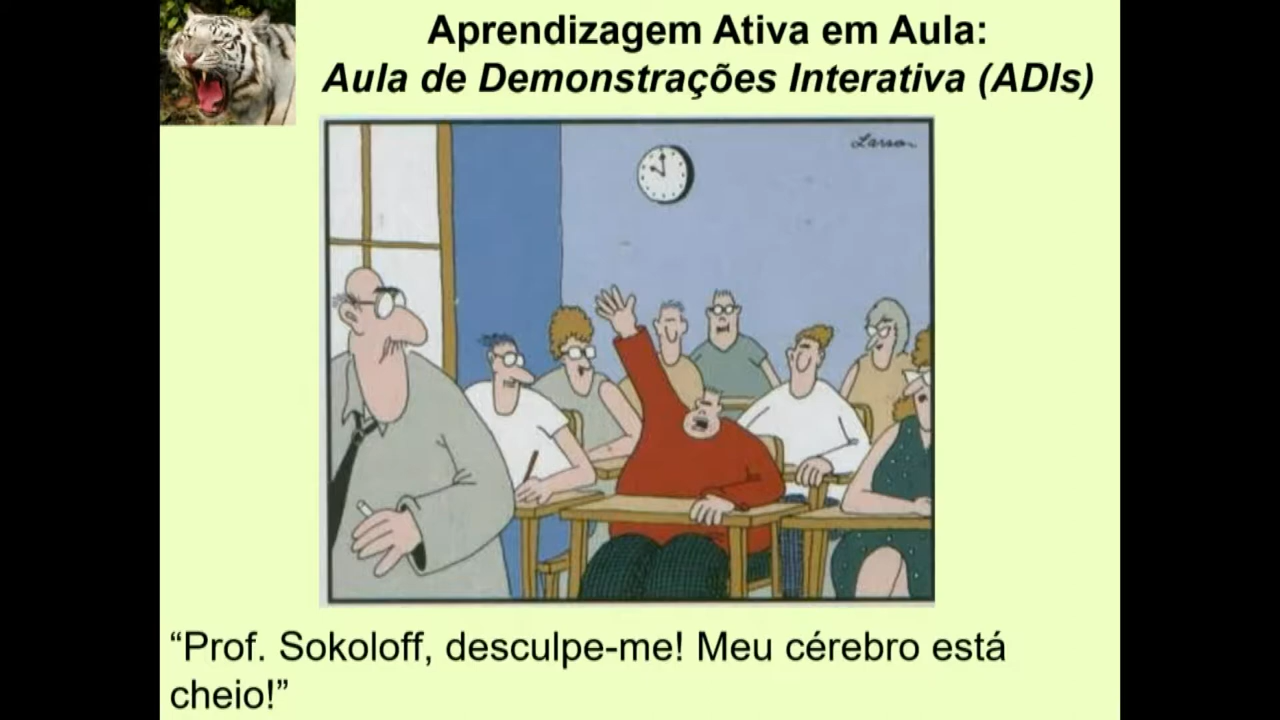 Aprendizagem Ativa em Aula:
Aula de Demonstrações Interativa (ADIs)
Larson
“Prof. Sokoloff, desculpe-me! Meu cérebro está
cheio!”